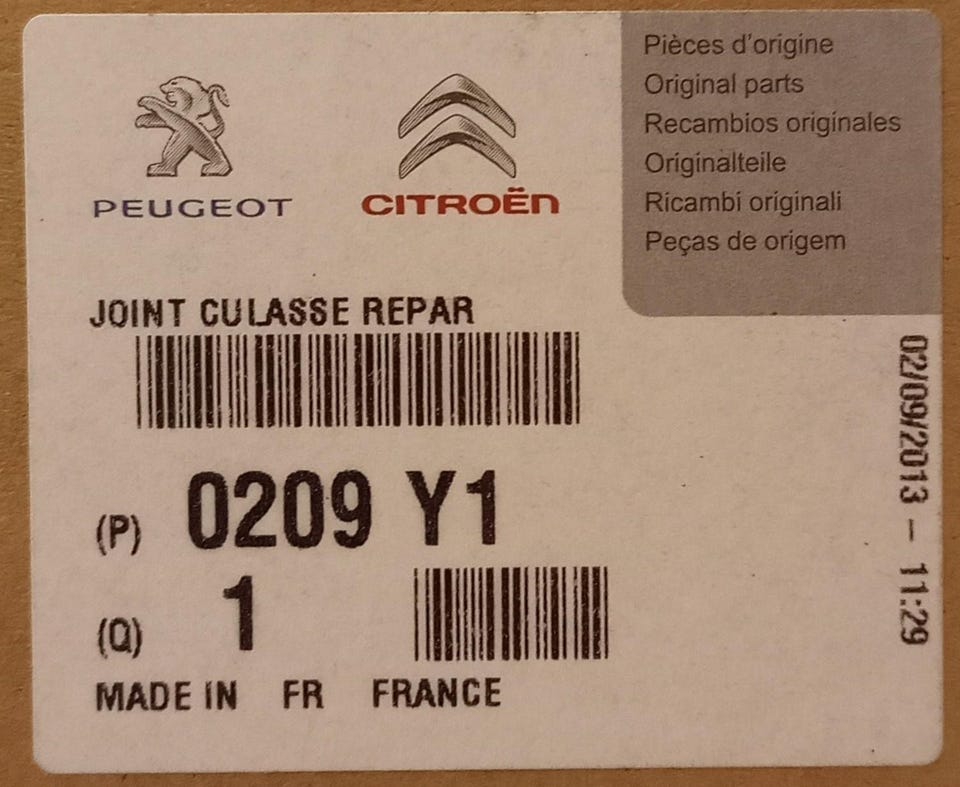 PEUGEOT
CITROËN
Pièces d'origine
Original parts
Recambios originales
Originalteile
Ricambi originali
Peças de origem
JOINT CULASSE REPAR
(P) 0209 Y1
(Q) 1
MADE IN FR FRANCE
02/09/2013 - 11:29